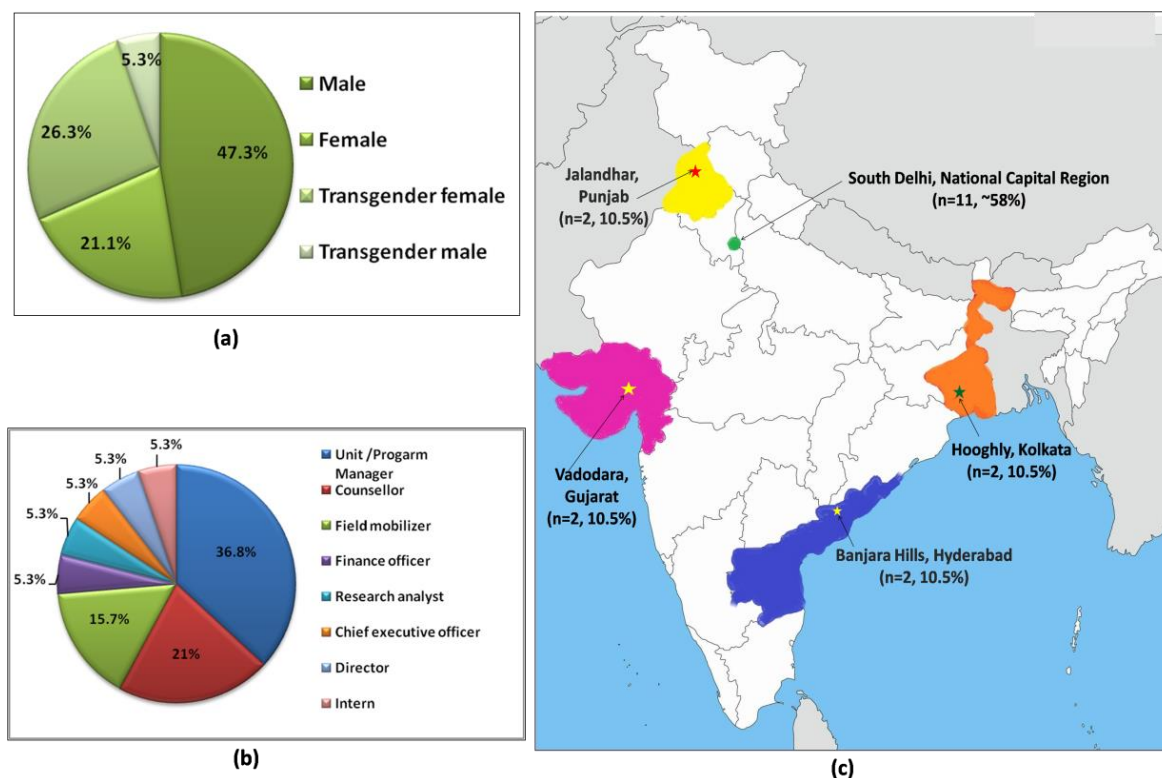 5.3%
26.3%
47.3%
21.1%
Male
Female
Transgender female
Transgender male
(a)
5.3%
5.3%
5.3%
5.3%
5.3%
36.8%
15.7%
21%
Unit /Progarm
Manager
Counsellor
Field mobilizer
Finance officer
Research analyst
Chief executive officer
Director
Intern
(b)
Jalandhar,
Punjab
(n=2, 10.5%)
South Delhi, National Capital Region
(n=11, ~58%)
Vadodara,
Gujarat
(n=2, 10.5%)
Hooghly, Kolkata
(n=2, 10.5%)
Banjara Hills, Hyderabad
(n=2, 10.5%)
(c)